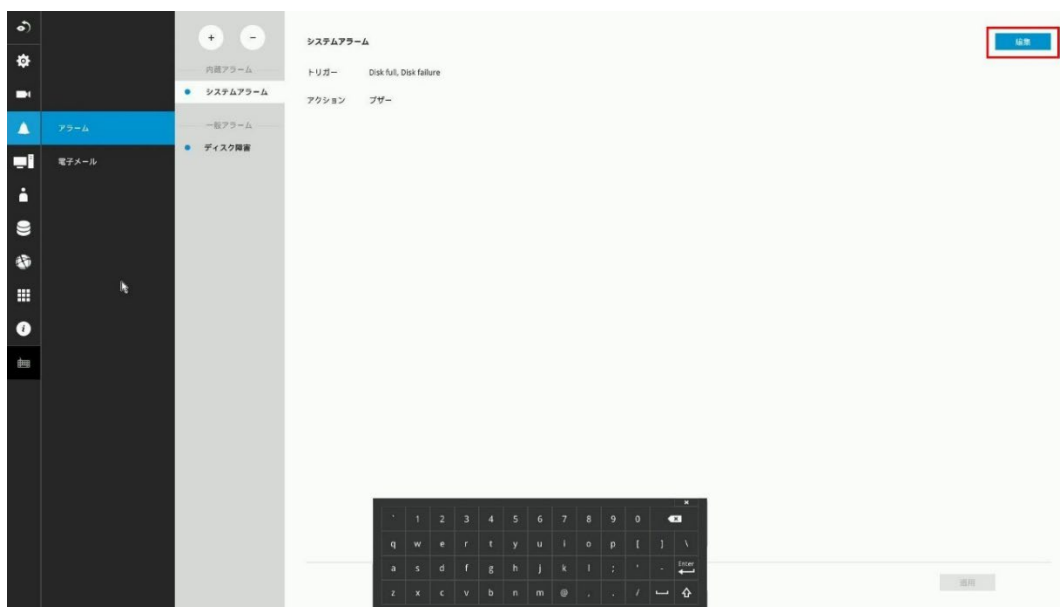 システムアラーム
編集
トリガー Disk full, Disk failure
アクション ブザー
+ -
内蔵アラーム
システムアラーム
一般アラーム
ディスク障害
アラーム
電子メール
` 1 2 3 4 5 6 7 8 9 0
q w e r t y u i o p [ ] \
a s d f g h j k l ; ' - Enter
z x c v b n m @ , . /
適用